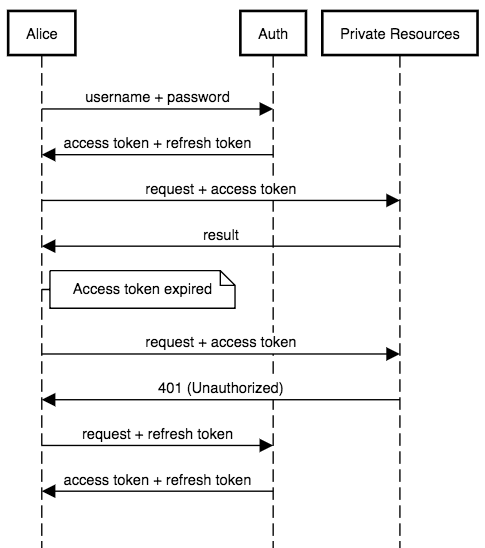 Alice
Auth
Private Resources
username + password
access token + refresh token
request + access token
result
Access token expired
request + access token
401 (Unauthorized)
request + refresh token
access token + refresh token